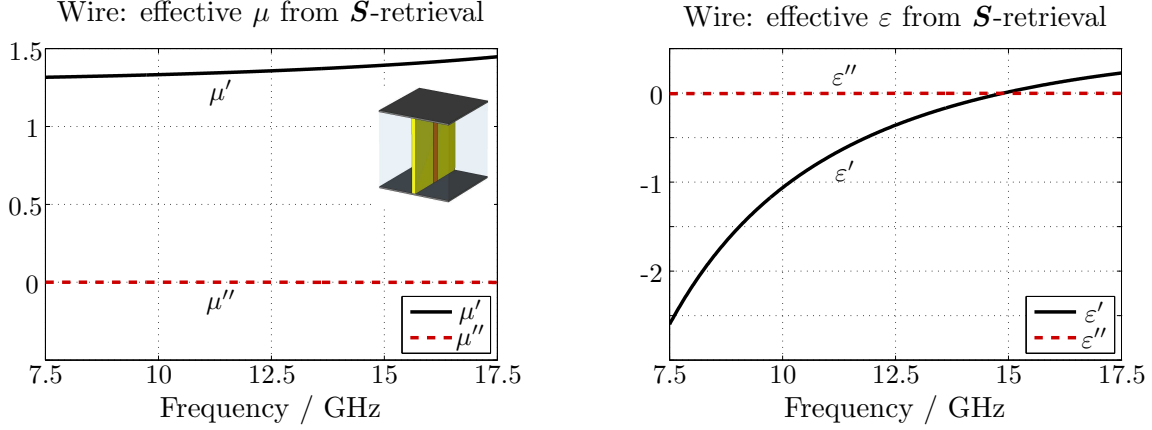 Wire: effective μ from S-retrieval
1.5
1
0.5
0
μ′
μ′′
μ′
μ′′
7.5 10 12.5 15 17.5
Frequency / GHz
Wire: effective ε from S-retrieval
0
-1
-2
ε′′
ε′
ε′
ε′′
7.5 10 12.5 15 17.5
Frequency / GHz